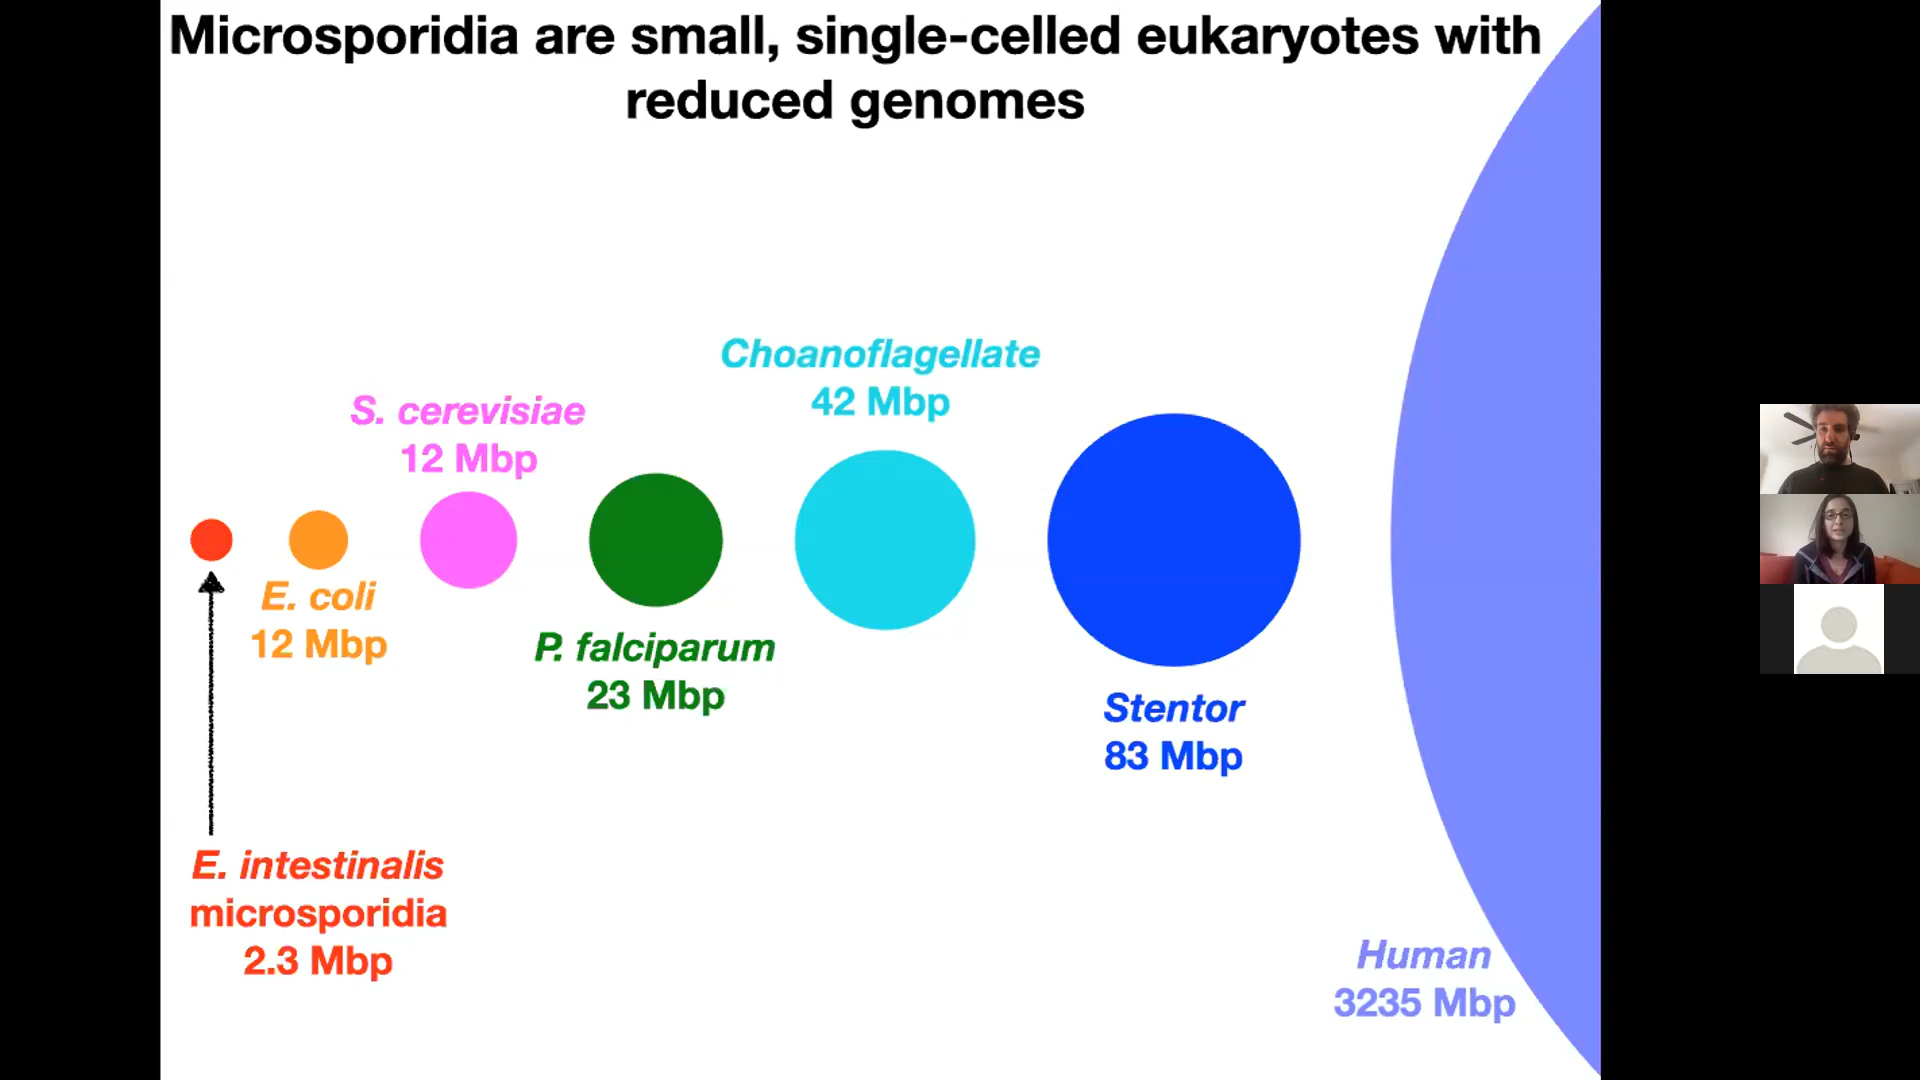 Microsporidia are small, single-celled eukaryotes with
reduced genomes
Choanoflagellate
42 Mbp
S. cerevisiae
12 Mbp
E. coli
12 Mbp
P. falciparum
23 Mbp
Stentor
83 Mbp
E. intestinalis
microsporidia
2.3 Mbp
Human
3235 Mbp